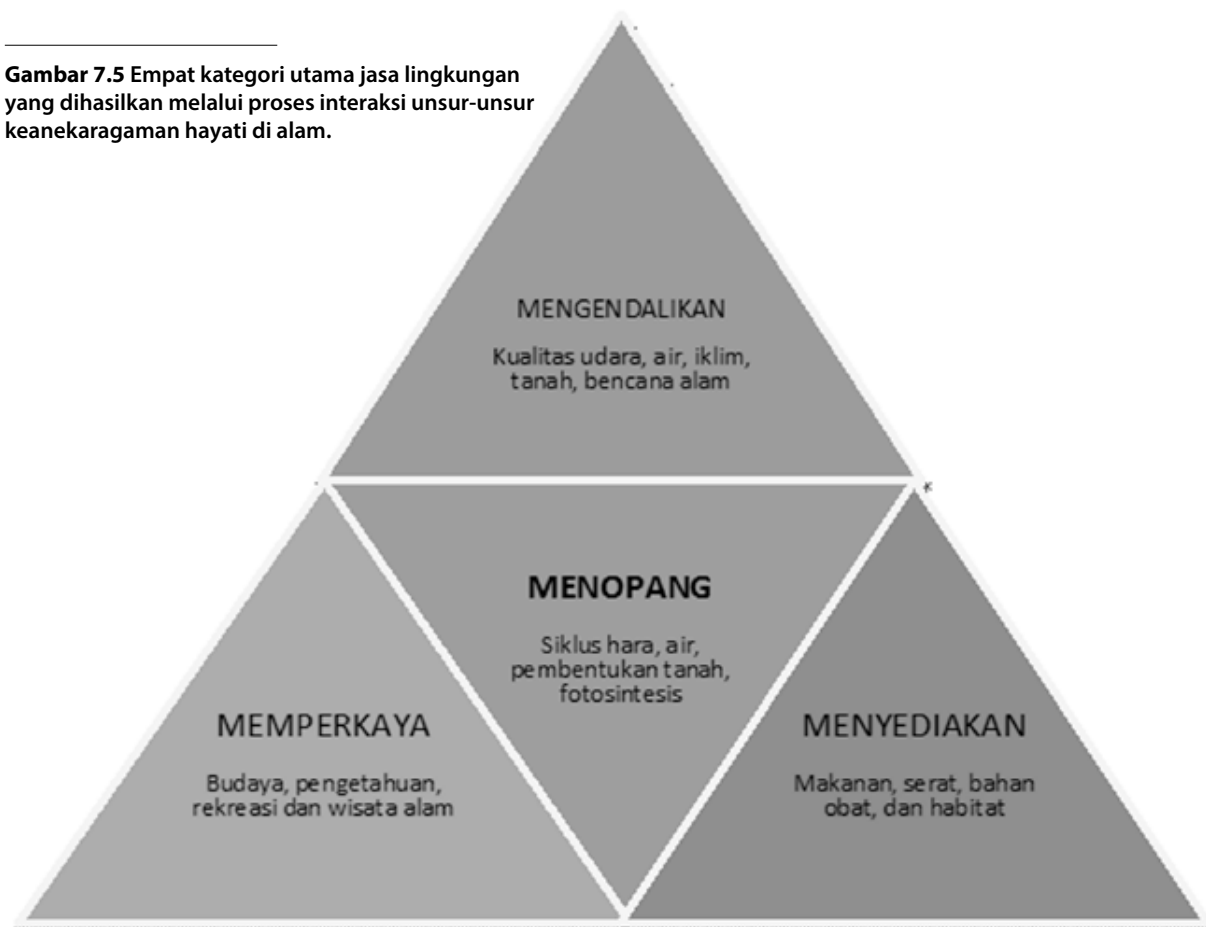 Gambar 7.5 Empat kategori utama jasa lingkungan
yang dihasilkan melalui proses interaksi unsur-unsur
keanekaragaman hayati di alam.
MENGENDALIKAN
Kualitas udara, air, iklim,
tanah, bencana alam
MENOPANG
Siklus hara, air,
pembentukan tanah,
fotosintesis
MEMPERKAYA
Budaya, pengetahuan,
rekreasi dan wisata alam
MENYEDIAKAN
Makanan, serat, bahan
obat, dan habitat